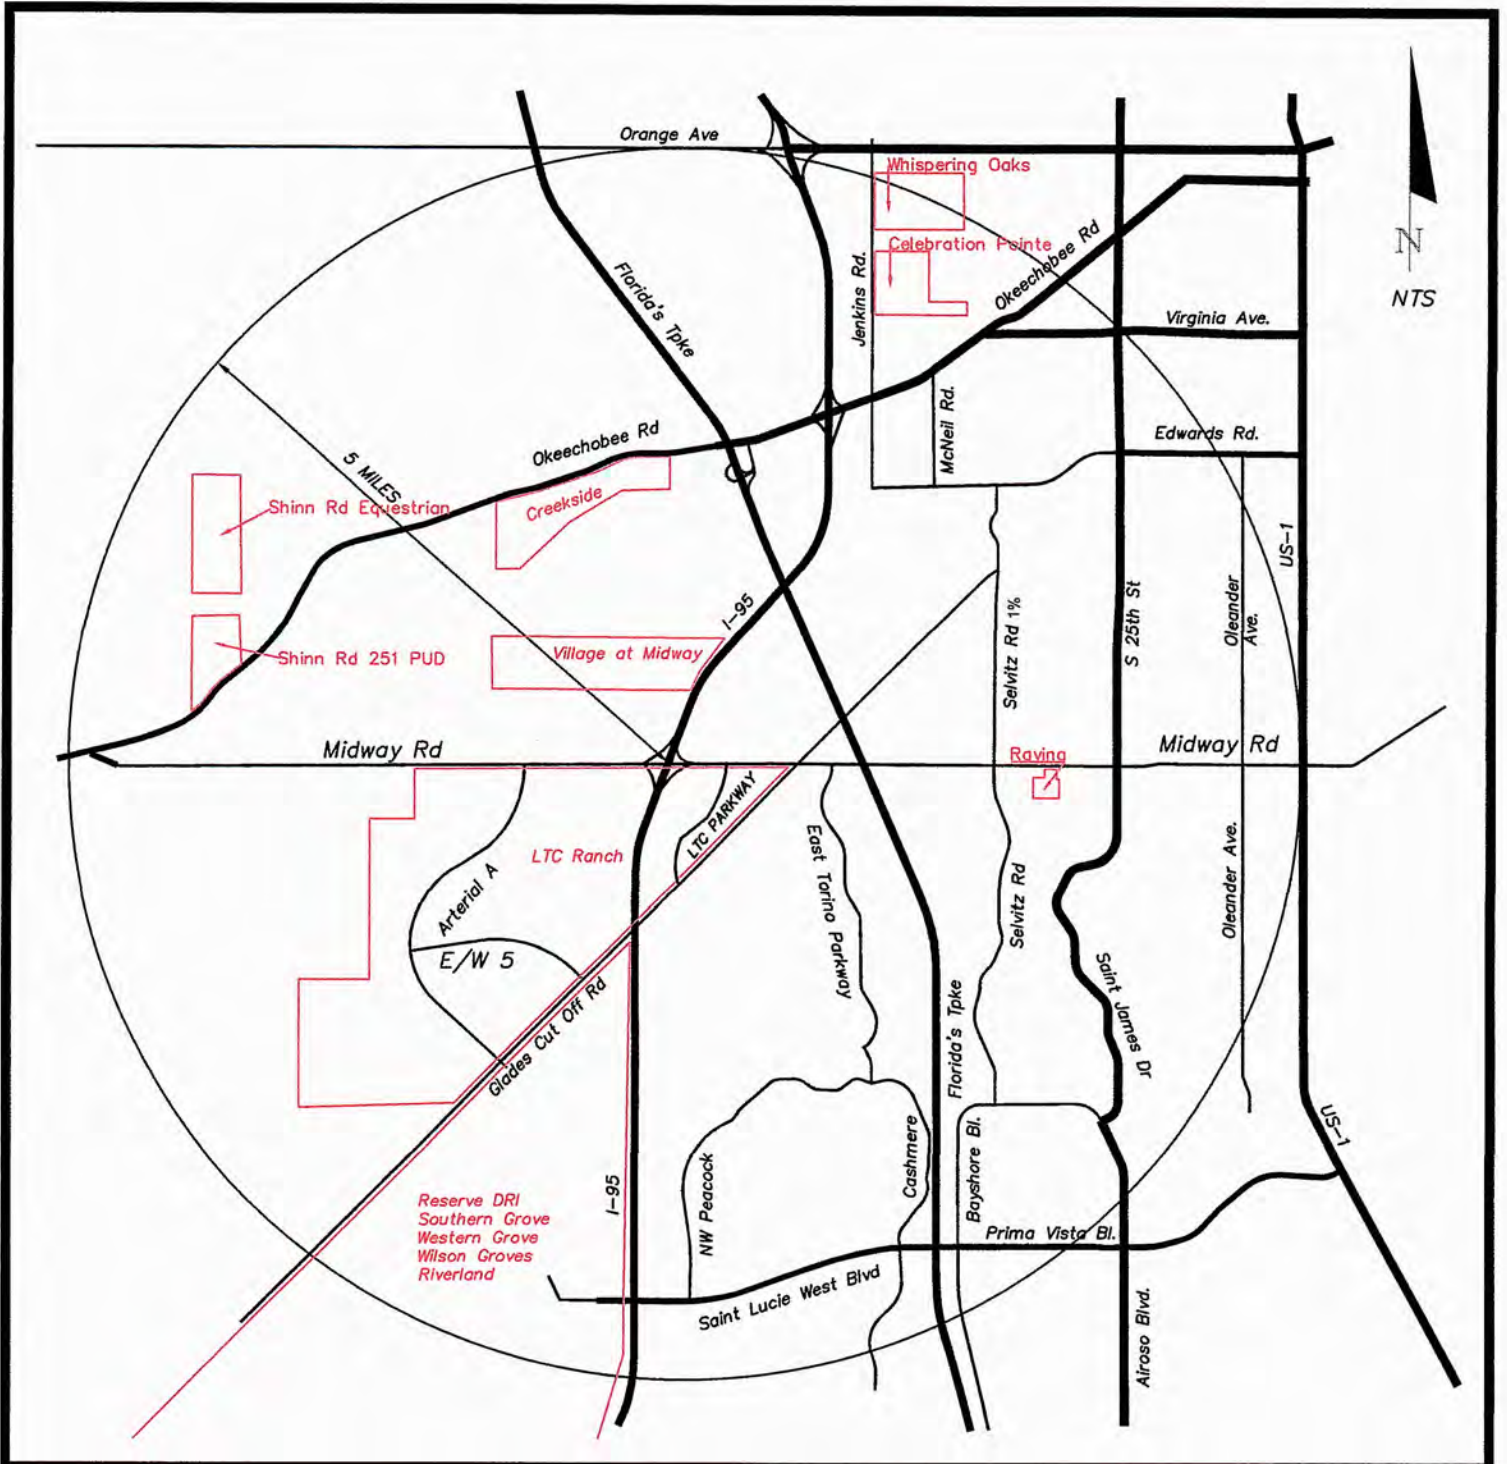 Orange Ave
Whispering Oaks
Celebration Pointe
Okeechobee Rd
N
NTS
Florida's Tpke
Jenkins Rd.
Virginia Ave.
McNeil Rd.
Edwards Rd.
Okeechobee Rd
5 MILES
Shinn Rd Equestrian
Creekside
US-1
I-95
Selvitz Rd 1%
S 25th St
Oleander
Ave.
Shinn Rd 251 PUD
Village at Midway
Midway Rd
Raving
Midway Rd
LTC PARKWAY
LTC Ranch
Arterial A
East Torino Parkway
Selvitz Rd
Oleander Ave.
E/W 5
Glades Cut Off Rd
Florida's Tpke
Saint James Dr
US-1
Cashmere
Bayshore Bl.
NW Peacock
I-95
Reserve DRI
Southern Grove
Western Grove
Wilson Groves
Riverland
Prima Vista Bl.
Saint Lucie West Blvd
Airoso Blvd.